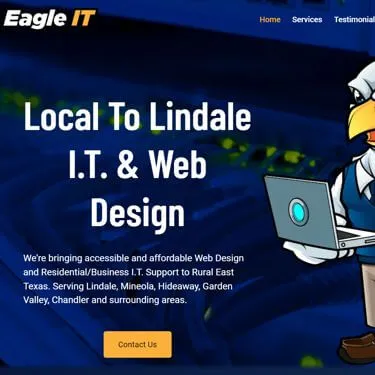 Eagle IT
Home Services Testimonial
Local To Lindale
I.T. & Web
Design
We're bringing accessible and affordable Web Design
and Residential/Business I.T. Support to Rural East
Texas. Serving Lindale, Mineola, Hideaway, Garden
Valley, Chandler and surrounding areas.
Contact Us